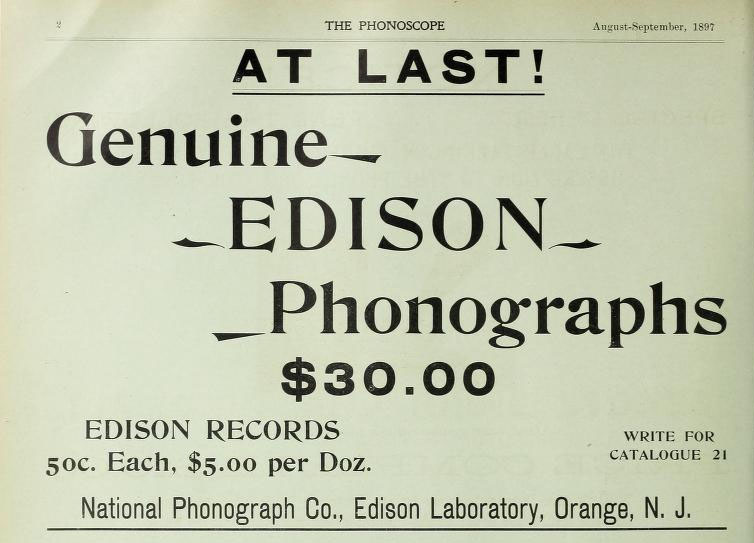 2 THE PHONOSCOPE August-September, 1897
AT LAST!
Genuine
EDISON
Phonographs
$30.00
EDISON RECORDS
50c. Each, $5.00 per Doz.
WRITE FOR
CATALOGUE 21
National Phonograph Co., Edison Laboratory, Orange, N. J.